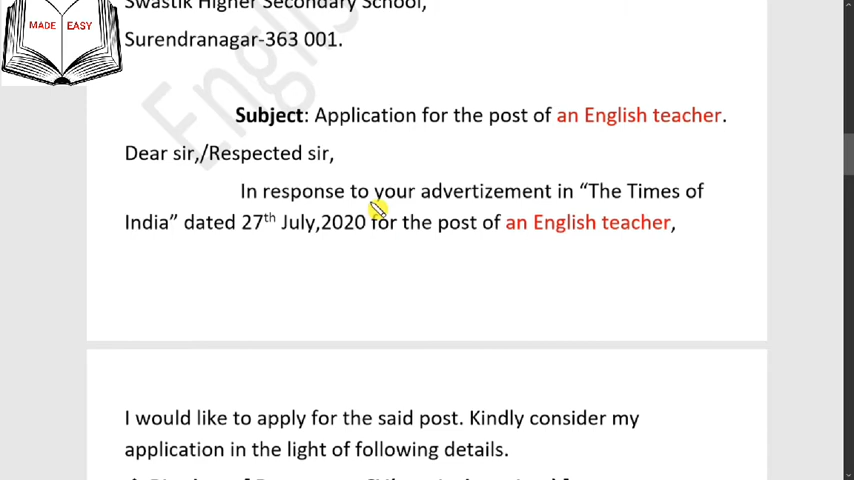 Swastik Higher Secondary School,
MADE EASY
Surendranagar-363 001.
English
Subject: Application for the post of an English teacher.
Dear sir,/Respected sir,
In response to your advertizement in “The Times of
India” dated 27th July,2020 for the post of an English teacher,
I would like to apply for the said post. Kindly consider my
application in the light of following details.